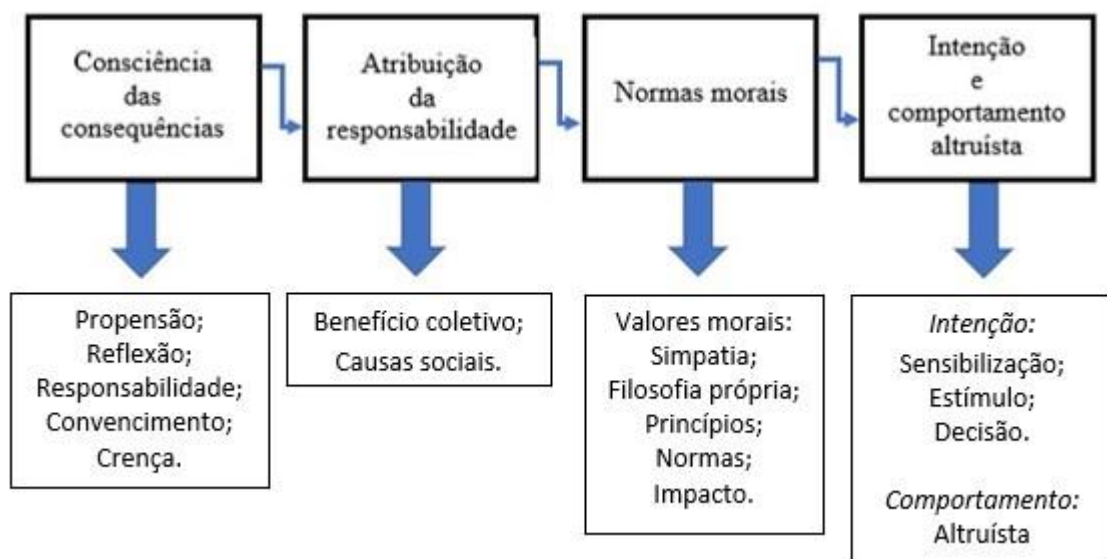 Consciência
das
consequências
Atribuição
da
responsabilidade
Normas morais
Intenção
e
comportamento
altruísta
Propensão;
Reflexão;
Responsabilidade;
Convencimento;
Crença.
Benefício coletivo;
Causas sociais.
Valores morais:
Simpatia;
Filosofia própria;
Princípios;
Normas;
Impacto.
Intenção:
Sensibilização;
Estímulo;
Decisão.
Comportamento:
Altruísta